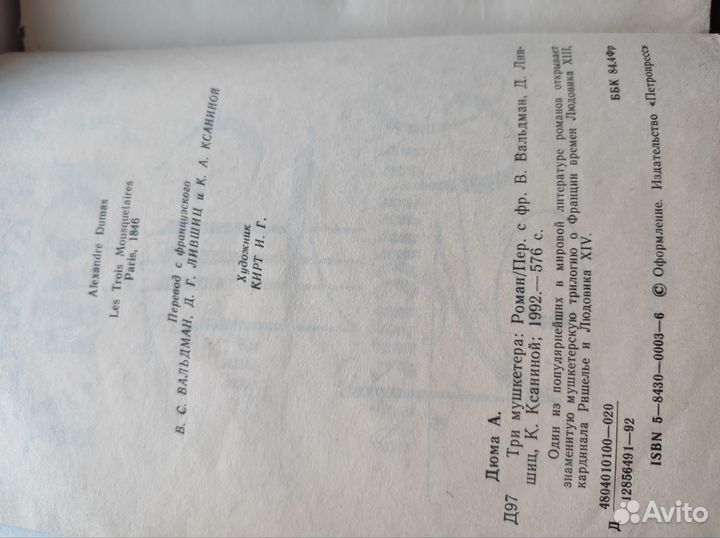 Alexandre Dumas
Les Trois Mousquetaires
Paris, 1846
Перевод с французского
В. С. ВАЛЬДМАН, Д. Г. ЛИВШИЦ и К. А. КСАНИНОЙ
Художник
КИРТ И. Г.
Дюма А.
Д97 Три мушкетера: Роман/Пер. с фр. В. Вальдман, Д. Лив-
шиц, К. Ксаниной; 1992.— 576 с.
Один из популярнейших в мировой литературе романов открывает
знаменитую мушкетерскую трилогию о Франции времен Людовика XIII,
кардинала Ришелье и Людовика XIV.
Д 4804010100—020
12856491—92
ББК 84.4Фр
ISBN 5—8430—0003—6 © Оформление. Издательство «Петропресс»
Avito